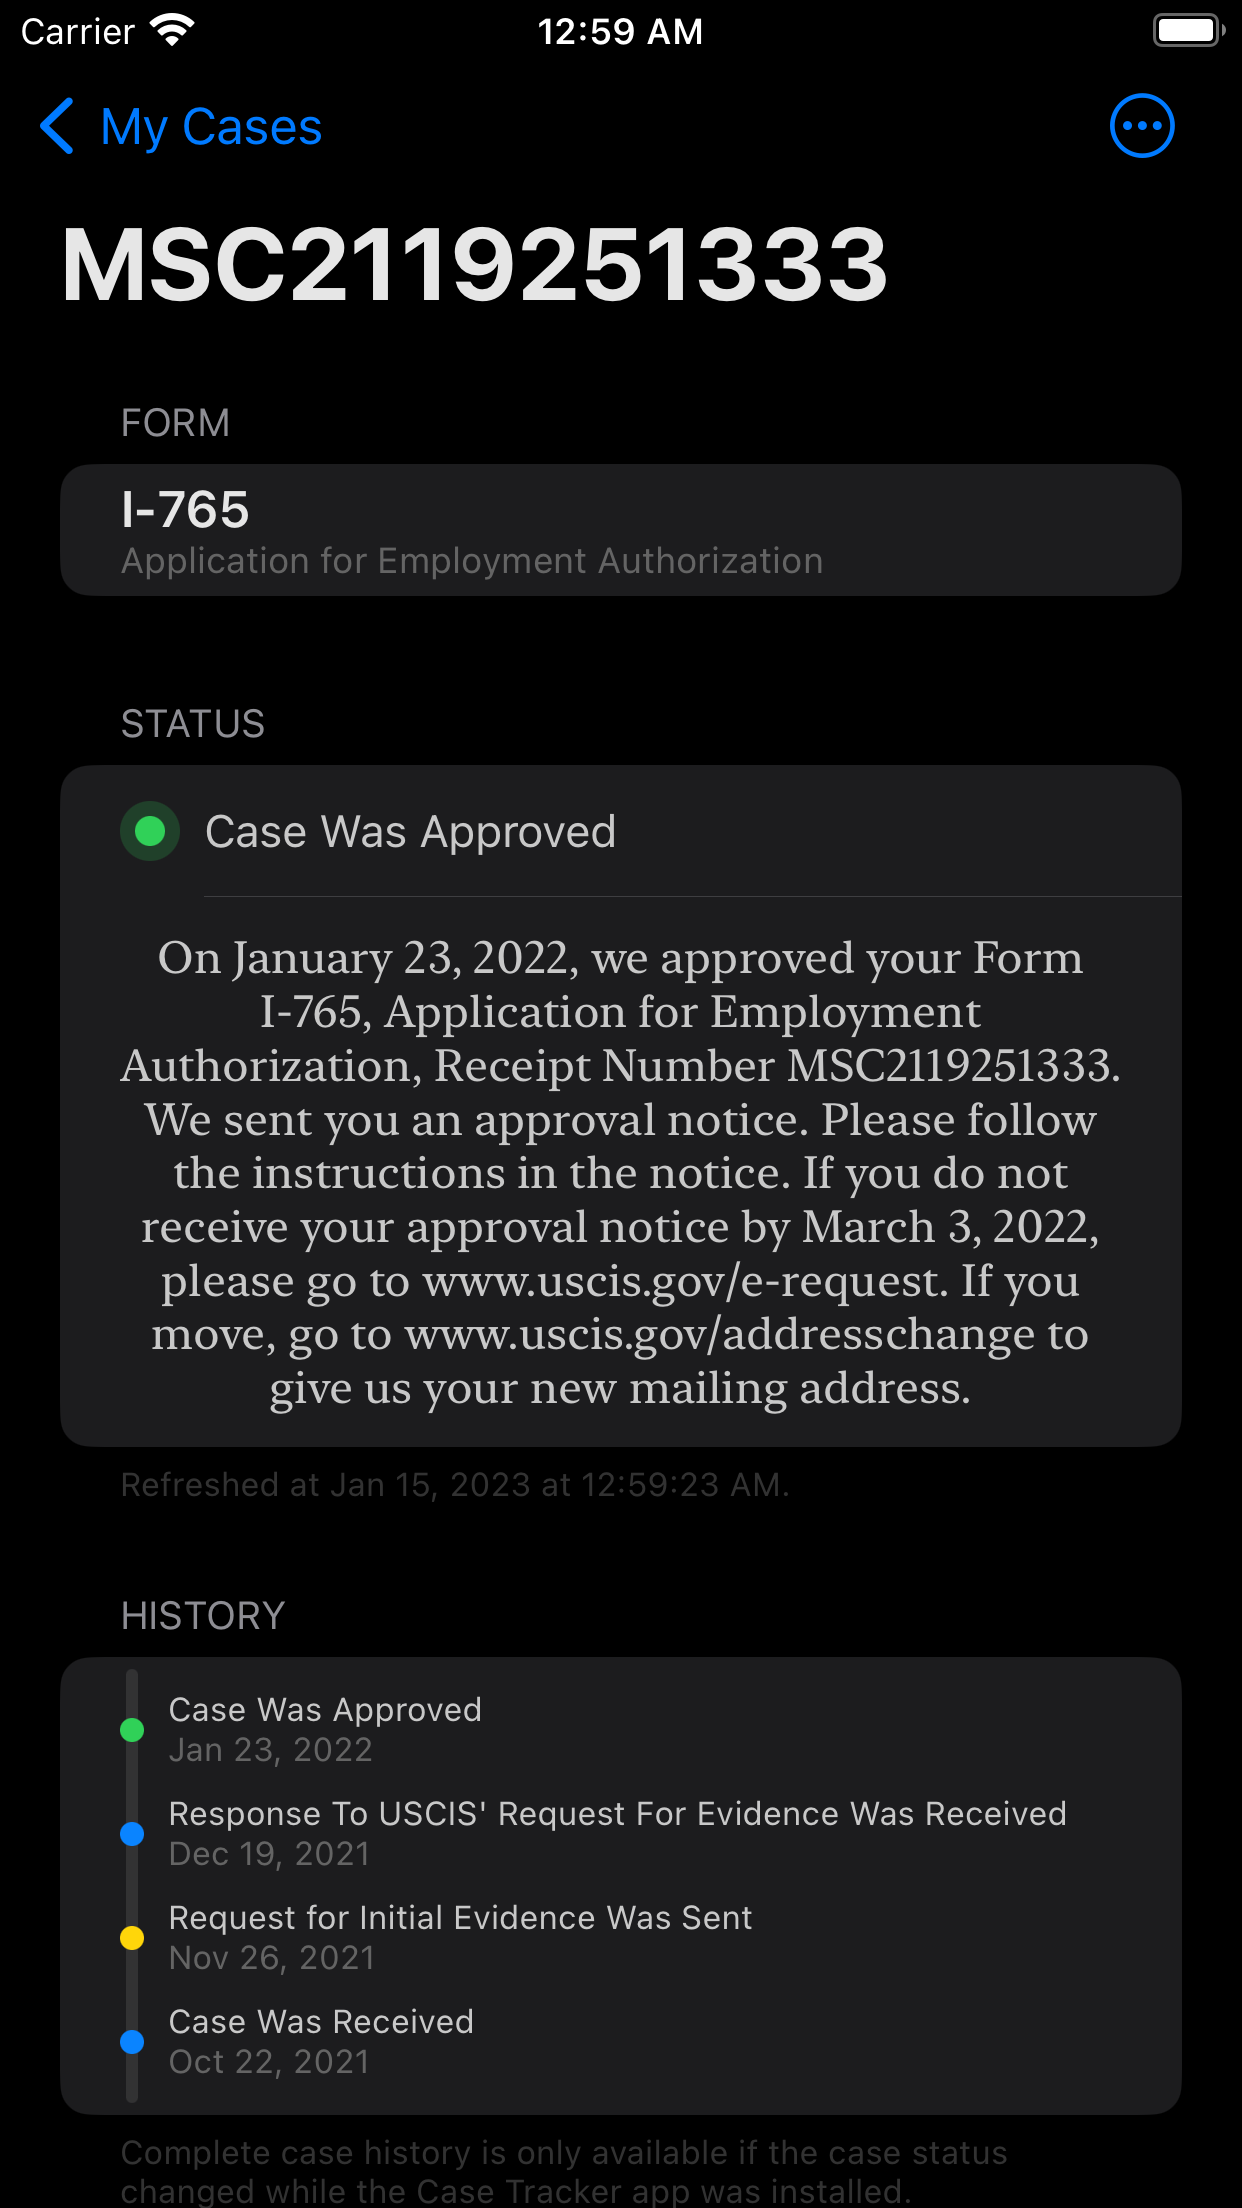 Carrier
12:59 AM
My Cases
MSC2119251333
FORM
I-765
Application for Employment Authorization
STATUS
Case Was Approved
On January 23, 2022, we approved your Form
I-765, Application for Employment
Authorization, Receipt Number MSC2119251333.
We sent you an approval notice. Please follow
the instructions in the notice. If you do not
receive your approval notice by March 3, 2022,
please go to www.uscis.gov/e-request. If you
move, go to www.uscis.gov/addresschange to
give us your new mailing address.
Refreshed at Jan 15, 2023 at 12:59:23 AM.
HISTORY
Case Was Approved
Jan 23, 2022
Response To USCIS' Request For Evidence Was Received
Dec 19, 2021
Request for Initial Evidence Was Sent
Nov 26, 2021
Case Was Received
Oct 22, 2021
Complete case history is only available if the case status
changed while the Case Tracker app was installed.